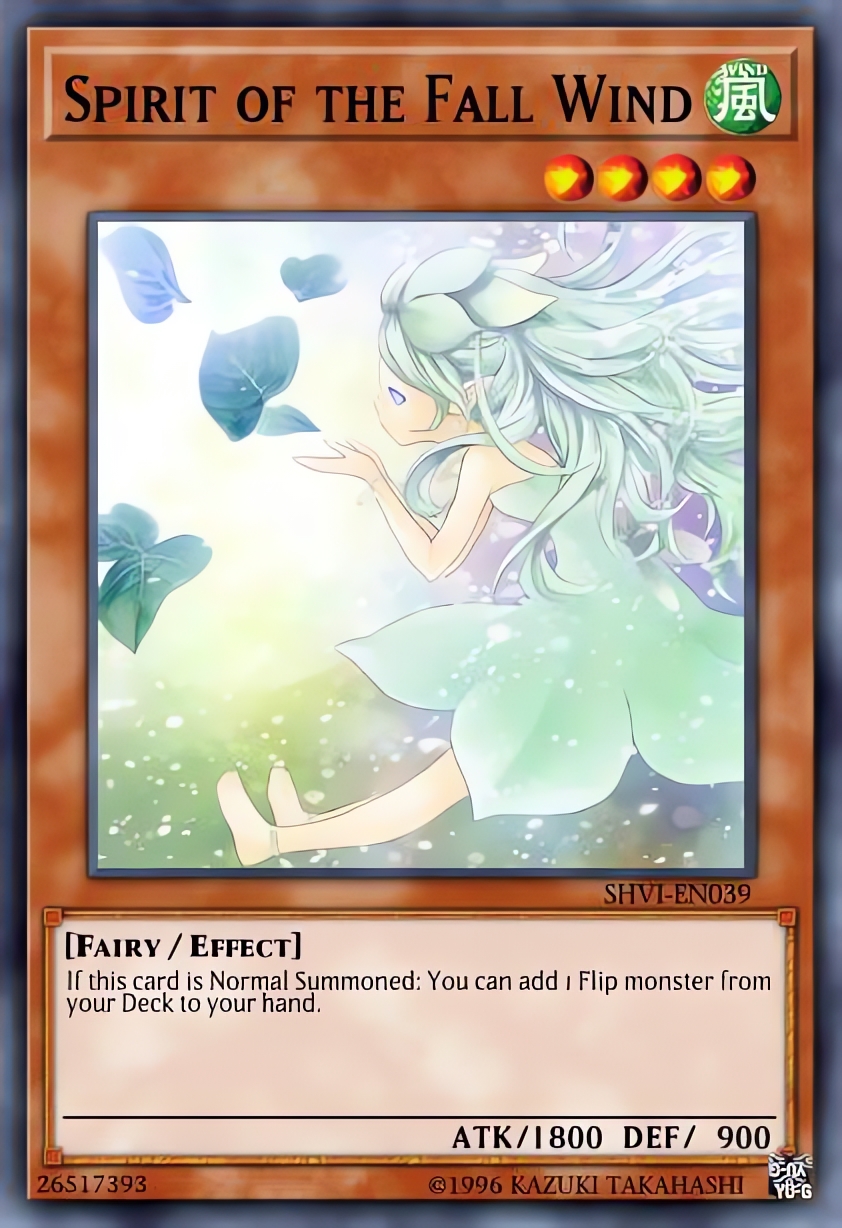 Spirit of the Fall Wind
WIND
嵐
SHVI-EN039
[Fairy / Effect]
If this card is Normal Summoned: You can add 1 Flip monster from
your Deck to your hand.
ATK/1800 DEF/ 900
26517393
©1996 KAZUKI TAKAHASHI